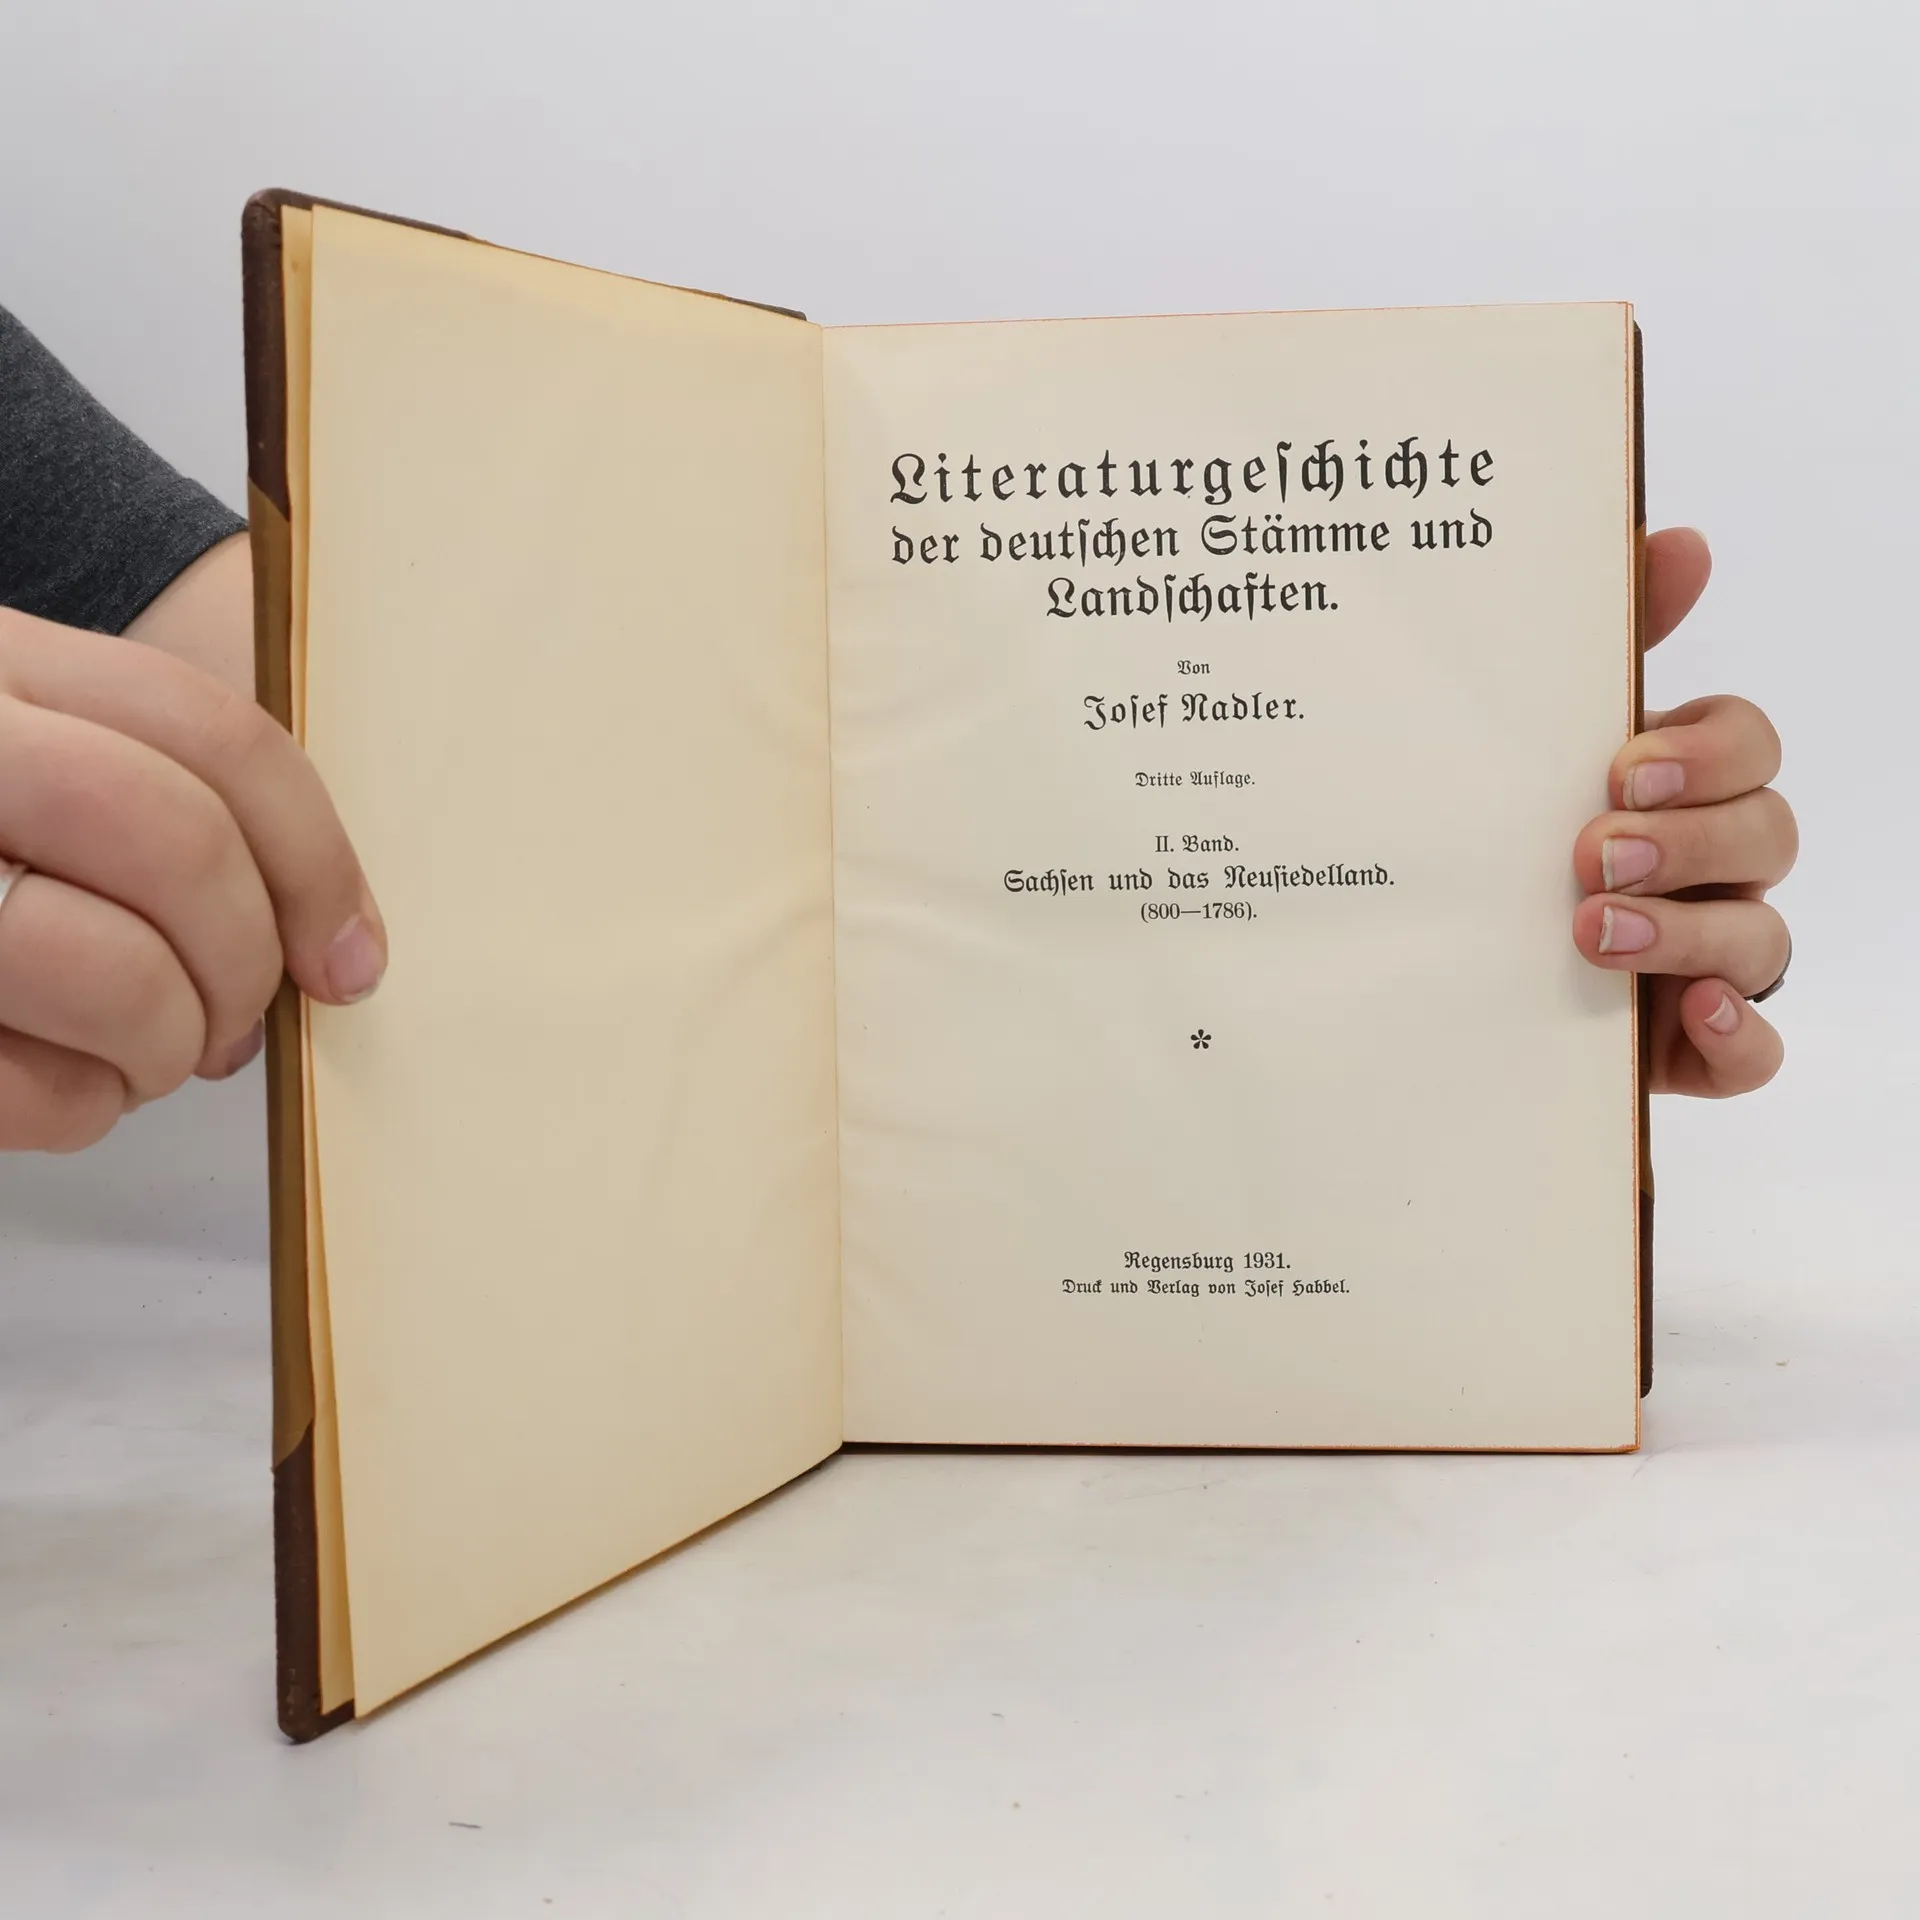 Literaturgeſchichte
der deutſchen Stämme und
Landſchaften.
Von
Joſef Nadler.
Dritte Auflage.
II. Band.
Sachſen und das Neuſiedelland.
(800—1786).
*
Regensburg 1931.
Druck und Verlag von Joſef Habbel.